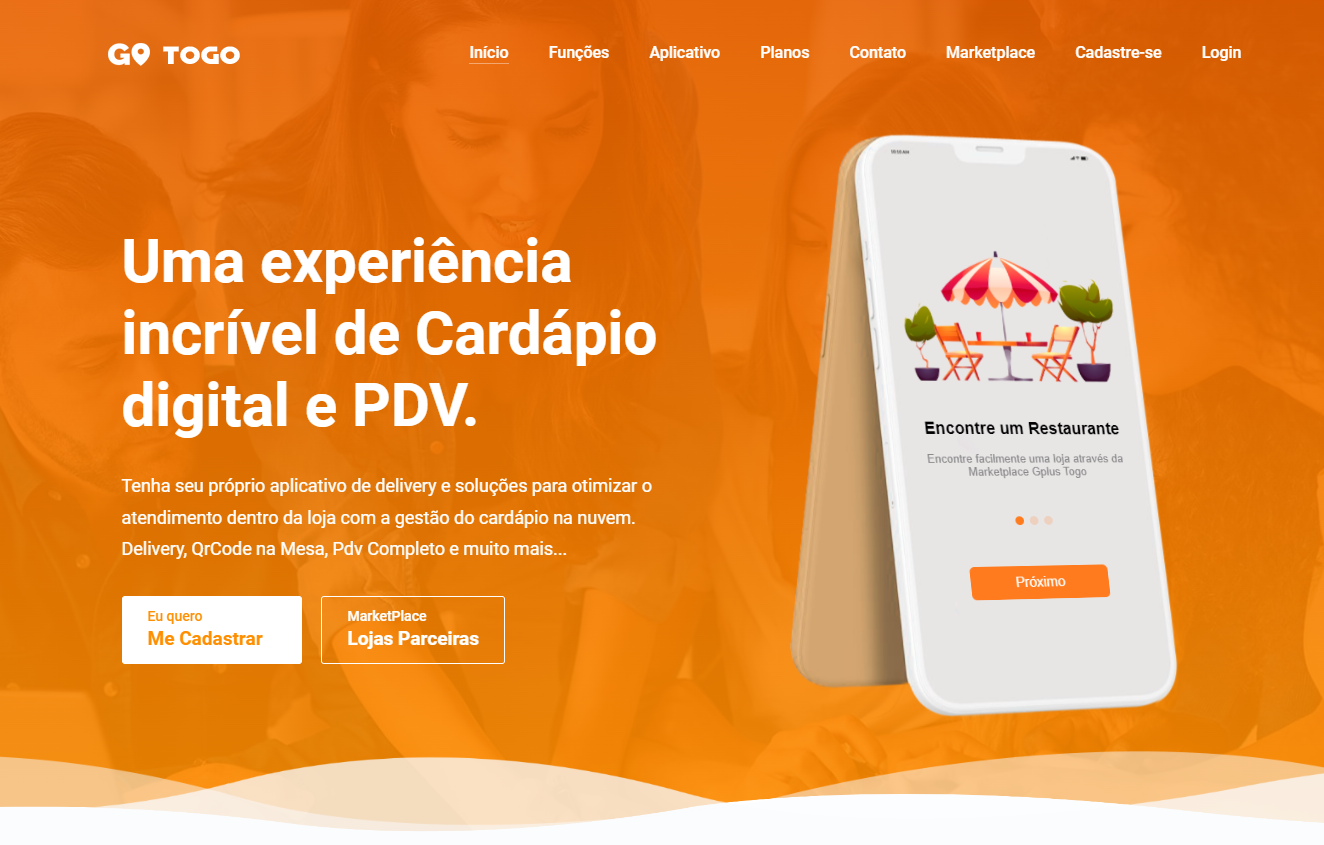 GO TOGO
Início Funções Aplicativo Planos Contato Marketplace Cadastre-se Login
Uma experiência
incrível de Cardápio
digital e PDV.
Tenha seu próprio aplicativo de delivery e soluções para otimizar o
atendimento dentro da loja com a gestão do cardápio na nuvem.
Delivery, QrCode na Mesa, Pdv Completo e muito mais...
Eu quero
Me Cadastrar
MarketPlace
Lojas Parceiras
Encontre um Restaurante
Encontre facilmente uma loja através da
Marketplace Gplus Togo
Próximo